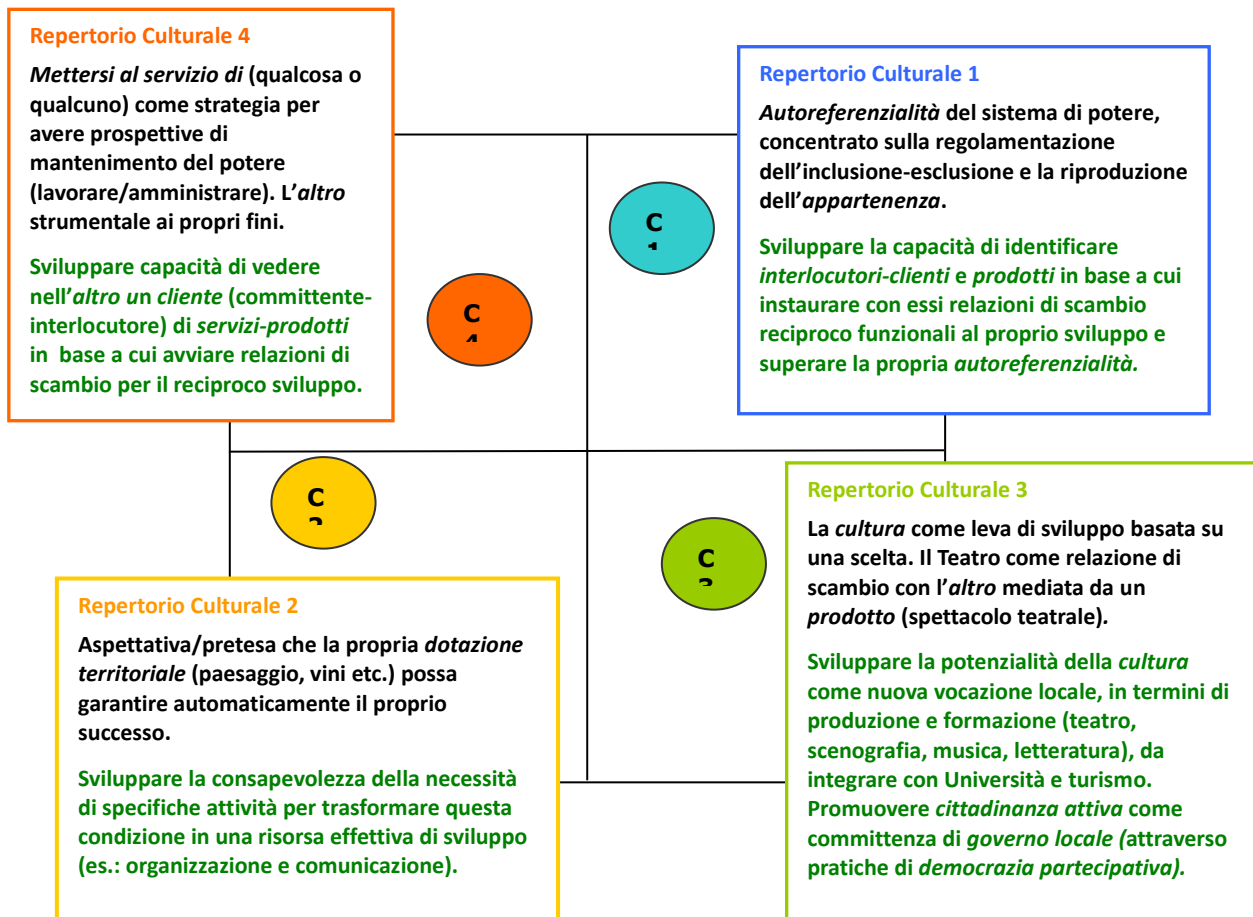 Repertorio Culturale 4
Mettersi al servizio di (qualcosa o
qualcuno) come strategia per
avere prospettive di
mantenimento del potere
(lavorare/amministrare). L’altro
strumentale ai propri fini.
Sviluppare capacità di vedere
nell’altro un cliente (committente-
interlocutore) di servizi-prodotti
in base a cui avviare relazioni di
scambio per il reciproco sviluppo.
Repertorio Culturale 1
Autoreferenzialità del sistema di potere,
concentrato sulla regolamentazione
dell’inclusione-esclusione e la riproduzione
dell’appartenenza.
Sviluppare la capacità di identificare
interlocutori-clienti e prodotti in base a cui
instaurare con essi relazioni di scambio
reciproco funzionali al proprio sviluppo e
superare la propria autoreferenzialità.
C
1
C
4
C
2
C
3
Repertorio Culturale 2
Aspettativa/pretesa che la propria dotazione
territoriale (paesaggio, vini etc.) possa
garantire automaticamente il proprio
successo.
Sviluppare la consapevolezza della necessità
di specifiche attività per trasformare questa
condizione in una risorsa effettiva di sviluppo
(es.: organizzazione e comunicazione).
Repertorio Culturale 3
La cultura come leva di sviluppo basata su
una scelta. Il Teatro come relazione di
scambio con l’altro mediata da un
prodotto (spettacolo teatrale).
Sviluppare la potenzialità della cultura
come nuova vocazione locale, in termini di
produzione e formazione (teatro,
scenografia, musica, letteratura), da
integrare con Università e turismo.
Promuovere cittadinanza attiva come
committenza di governo locale (attraverso
pratiche di democrazia partecipativa).